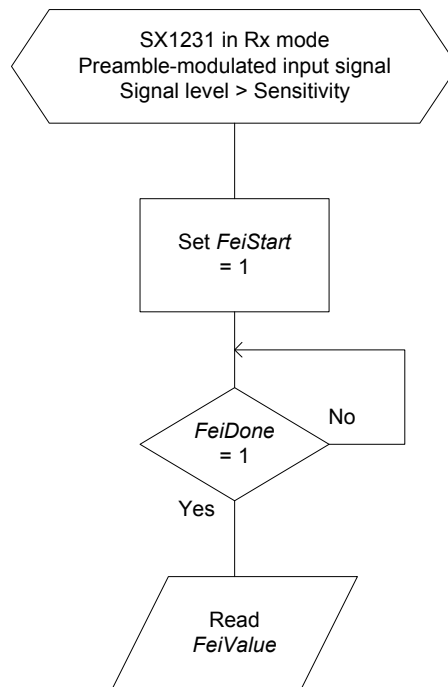 SX1231 in Rx mode
Preamble-modulated input signal
Signal level > Sensitivity
Set FeiStart
= 1
No
FeiDone
= 1
Yes
Read
FeiValue